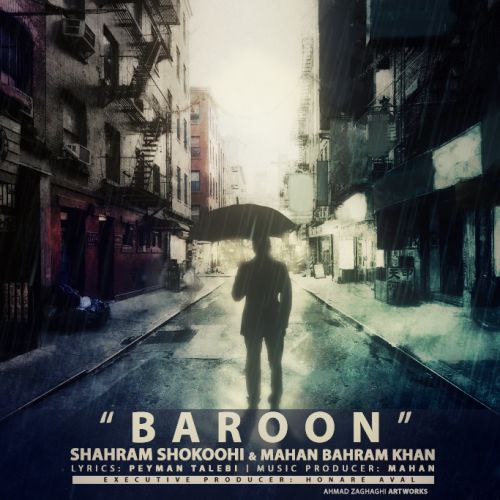 “ BAROON ”
SHAHRAM SHOKOOHI & MAHAN BAHRAM KHAN
LYRICS: PEYMAN TALEBI | MUSIC PRODUCER: MAHAN
EXECUTIVE PRODUCER: HONARE AVAL
AHMAD ZAGHAGHI ARTWORKS